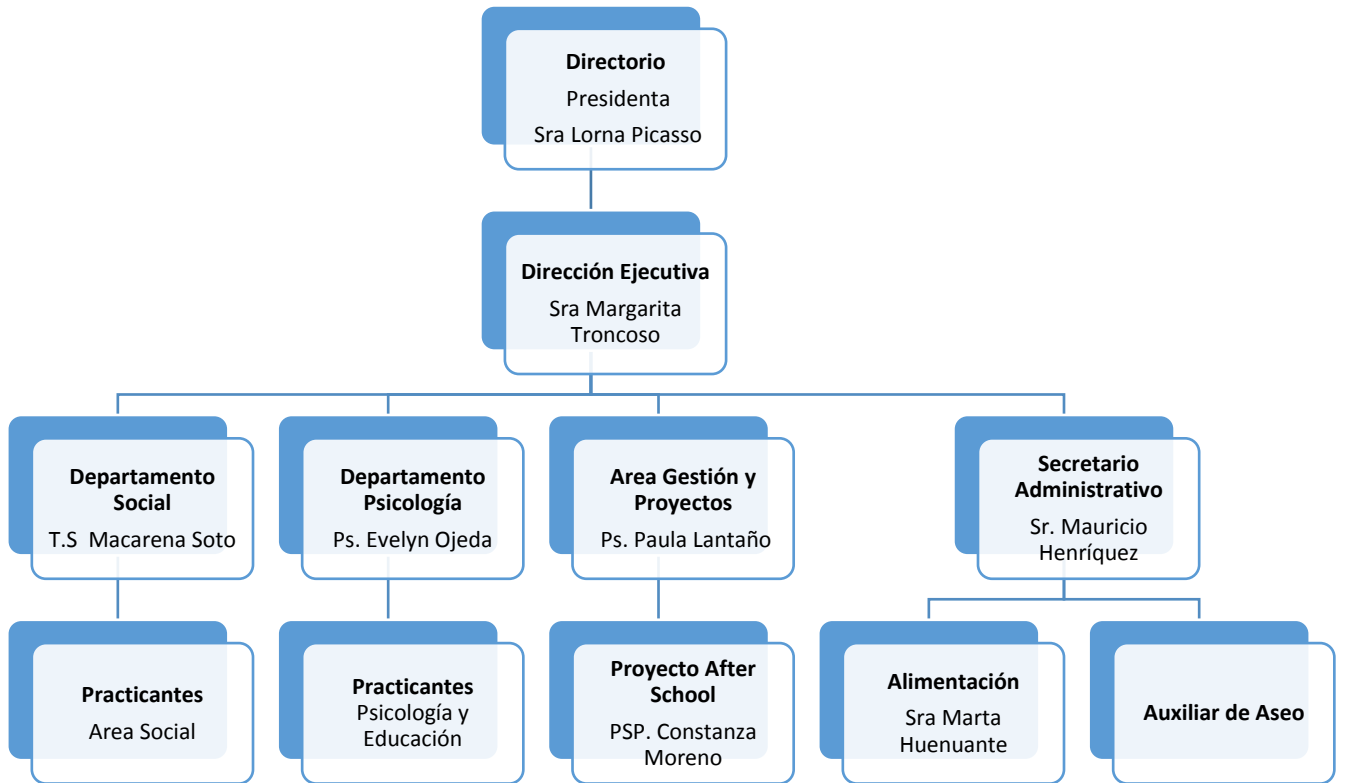 Directorio
Presidenta
Sra Lorna Picasso
Dirección Ejecutiva
Sra Margarita
Troncoso
Departamento
Social
T.S  Macarena Soto
Departamento
Psicología
Ps. Evelyn Ojeda
Area Gestión y
Proyectos
Ps. Paula Lantaño
Secretario
Administrativo
Sr. Mauricio
Henríquez
Practicantes
Area Social
Practicantes
Psicología y
Educación
Proyecto After
School
PSP. Constanza
Moreno
Alimentación
Sra Marta
Huenuante
Auxiliar de Aseo